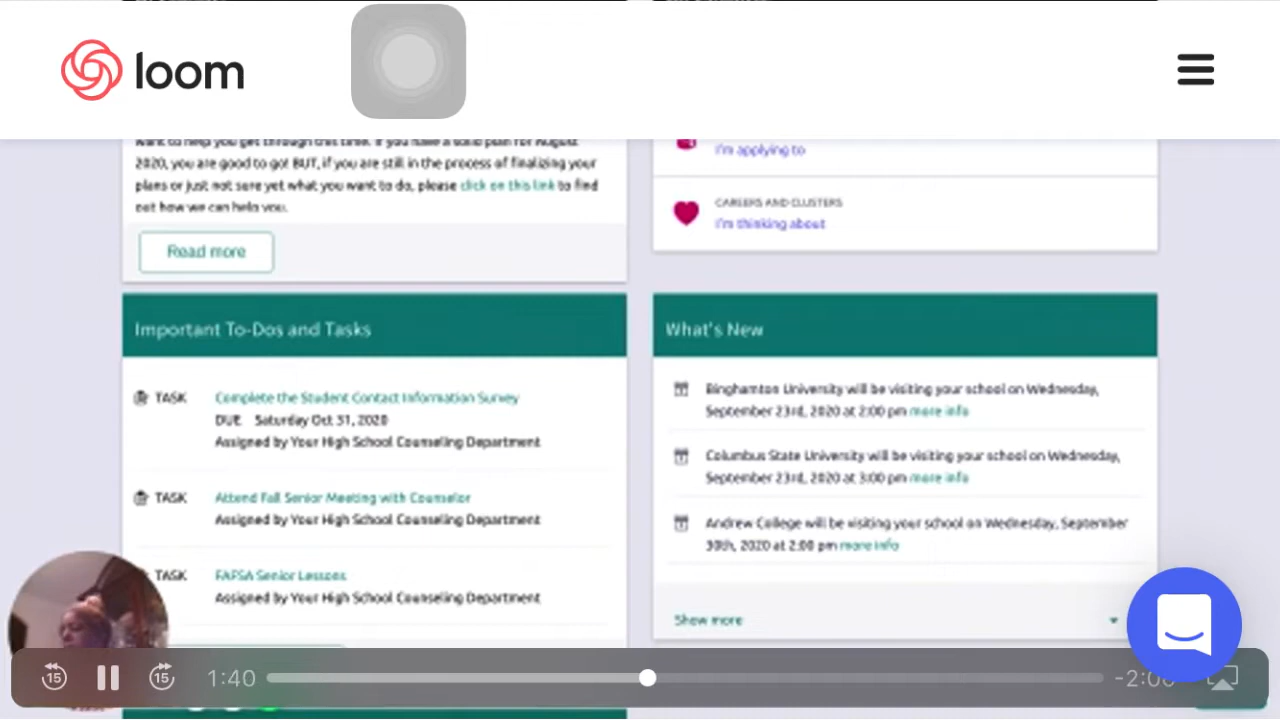 loom
want to help you get through this time. If you have a solid plan for August
2020, you are good to go! BUT, if you are still in the process of finalizing your
plans or just not sure yet what you want to do, please click on this link to find
out how we can help you.
Read more
I'm applying to
CAREERS AND CLUSTERS
I'm thinking about
Important To-Dos and Tasks
TASK Complete the Student Contact Information Survey
DUE Saturday Oct 31, 2020
Assigned by Your High School Counseling Department
TASK Attend Fall Senior Meeting with Counselor
Assigned by Your High School Counseling Department
TASK FAFSA Senior Lessons
Assigned by Your High School Counseling Department
What's New
Binghamton University will be visiting your school on Wednesday,
September 23rd, 2020 at 2:00 pm more info
Columbus State University will be visiting your school on Wednesday,
September 23rd, 2020 at 3:00 pm more info
Andrew College will be visiting your school on Wednesday, September
30th, 2020 at 2:00 pm more info
Show more
15
15
1:40